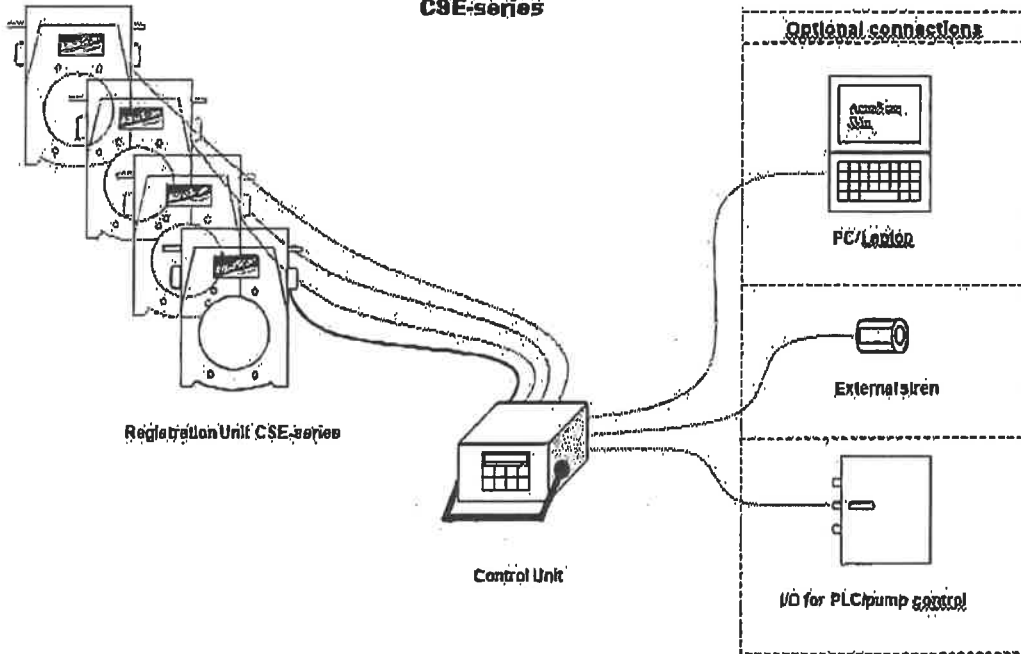 CSE-series
Optional connections
PC/Laptop
External siren
Registration Unit CSE-series
Control Unit
I/O for PLC/pump control